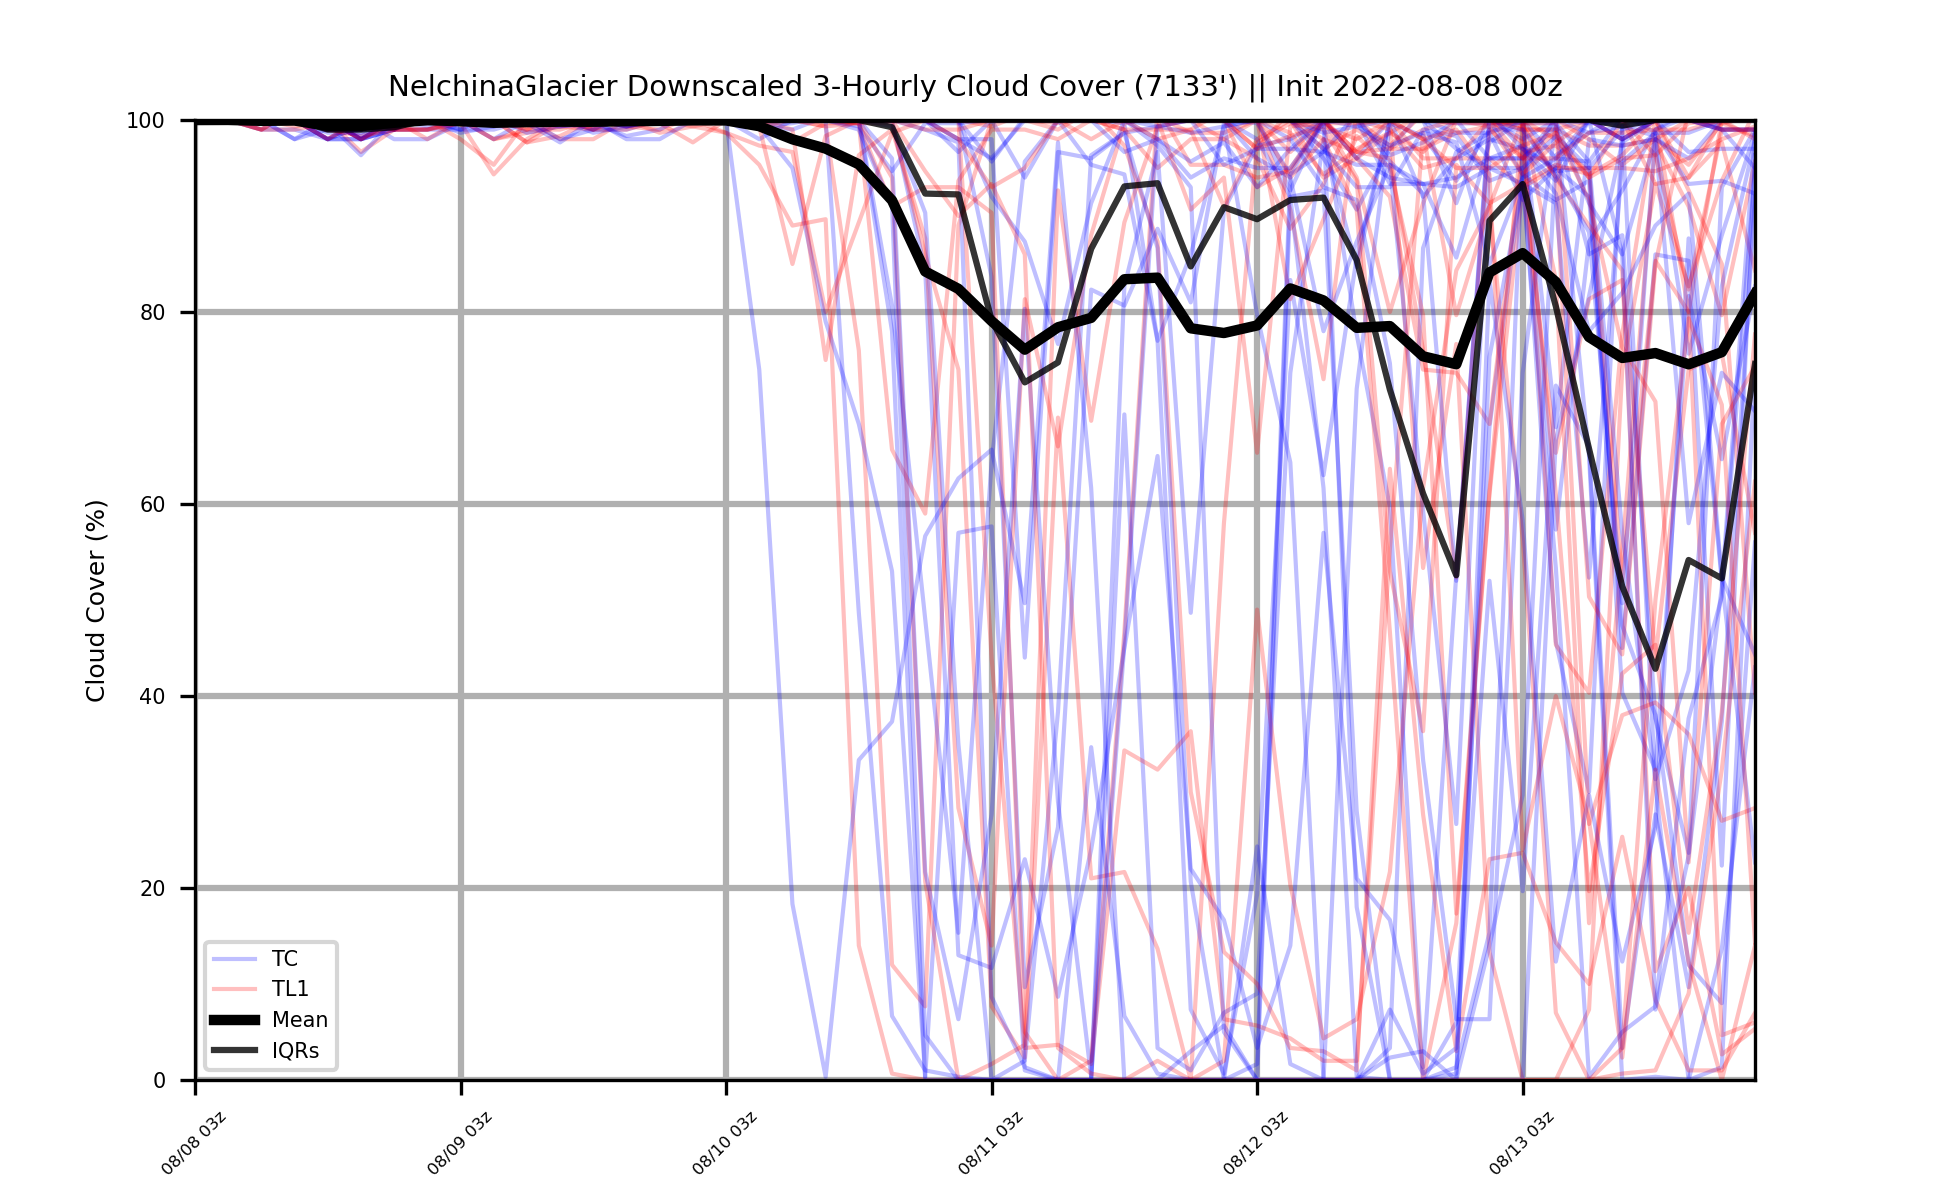 NelchinaGlacier Downscaled 3-Hourly Cloud Cover (7133') || Init 2022-08-08 00z
100
80
60
40
20
0
Cloud Cover (%)
TC
TL1
Mean
IQRs
08/08 03z
08/09 03z
08/10 03z
08/11 03z
08/12 03z
08/13 03z